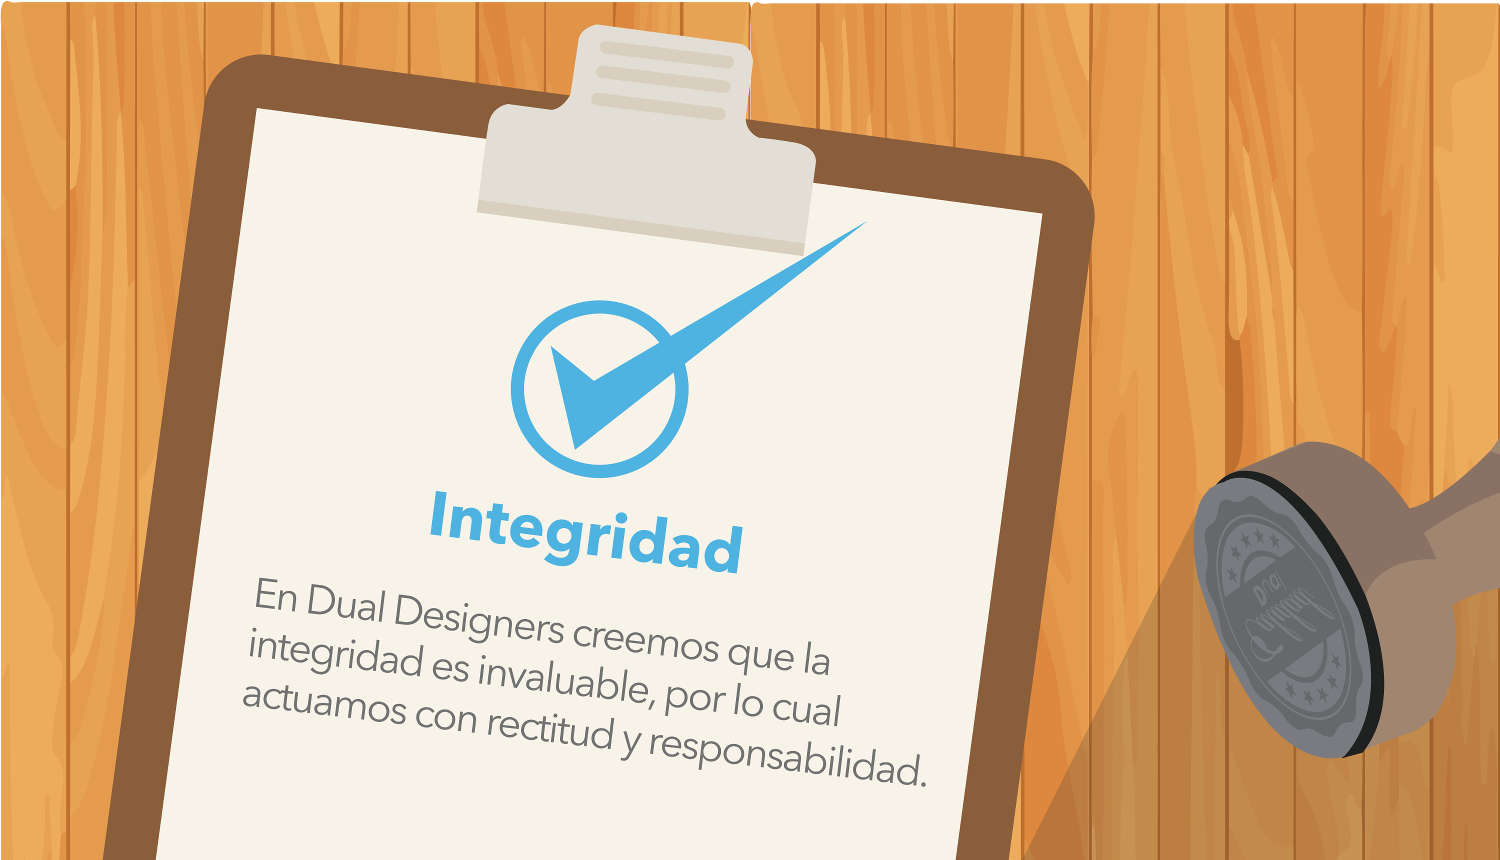 Integridad
En Dual Designers creemos que la
integridad es invaluable, por lo cual
actuamos con rectitud y responsabilidad.